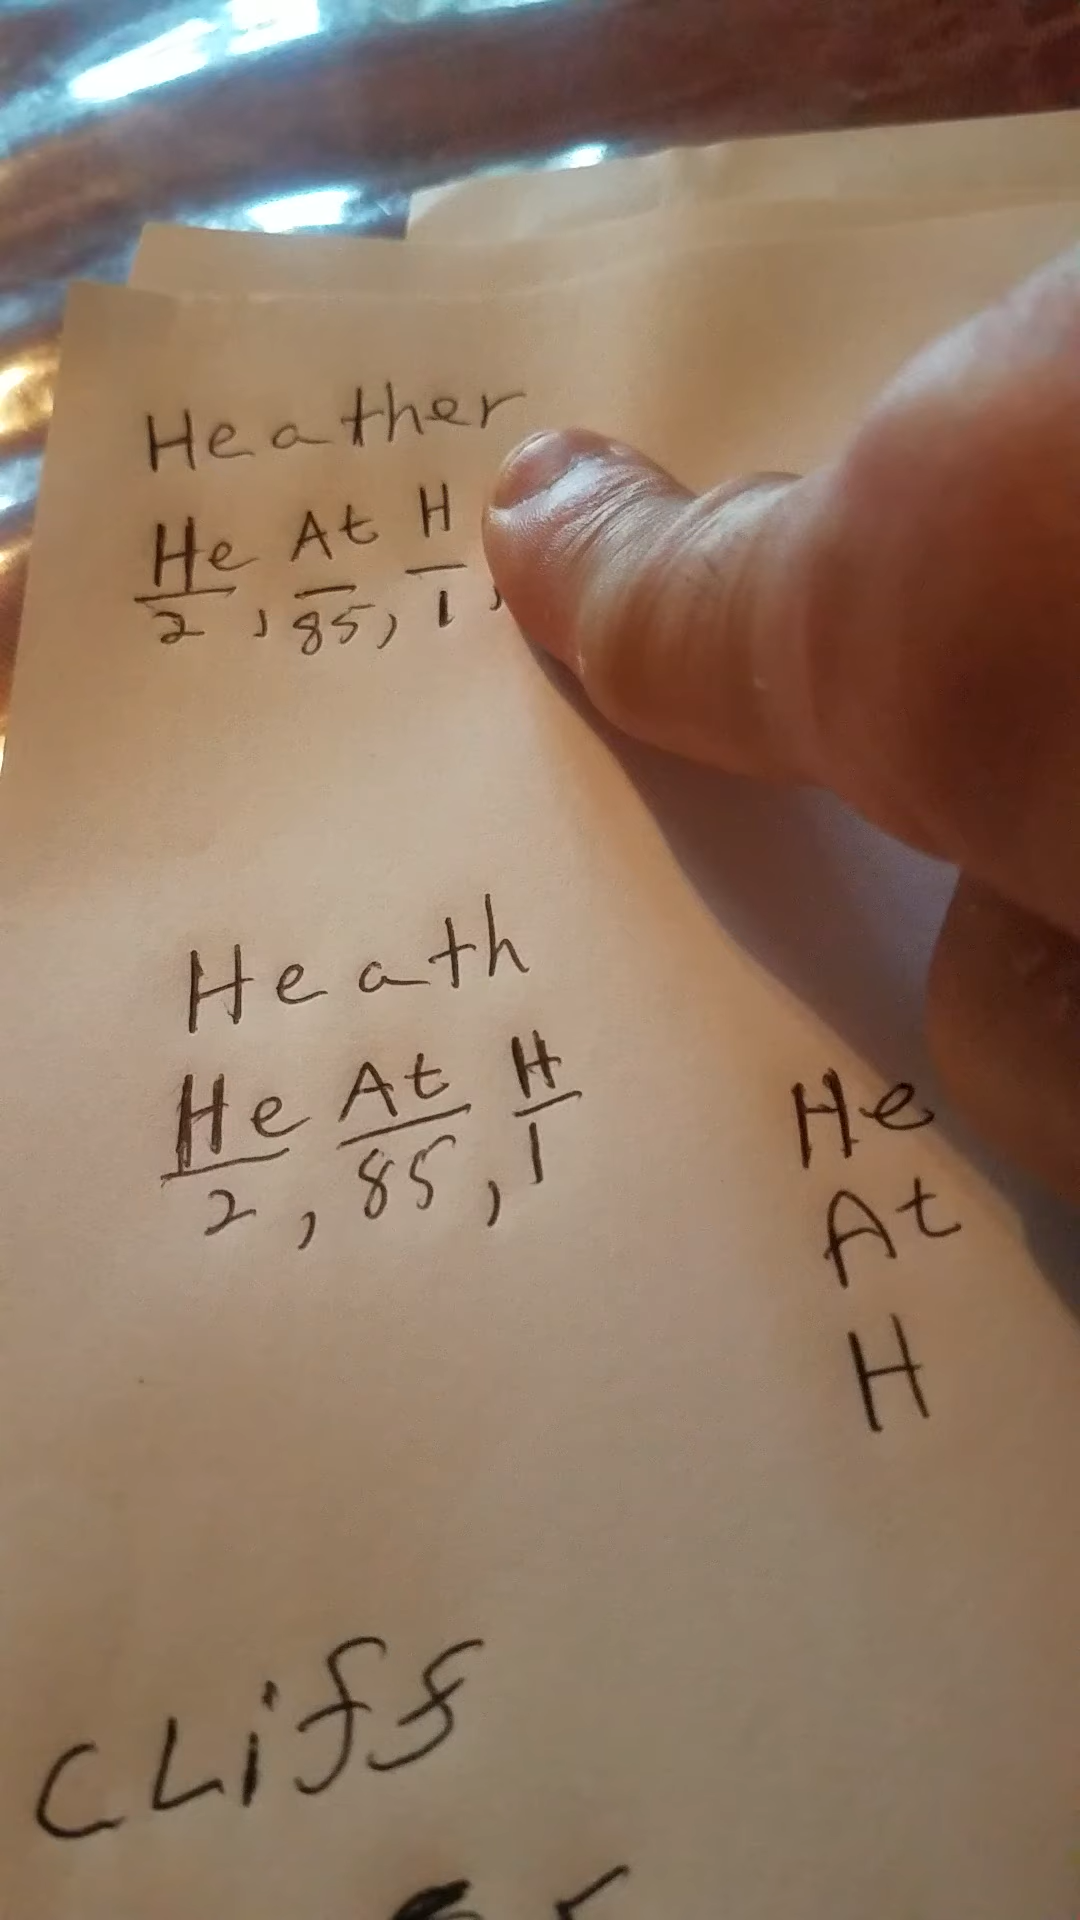 Heather
He At H
2, 85, 1,
Heath
He At H
2, 85, 1
He
At
H
CLiff